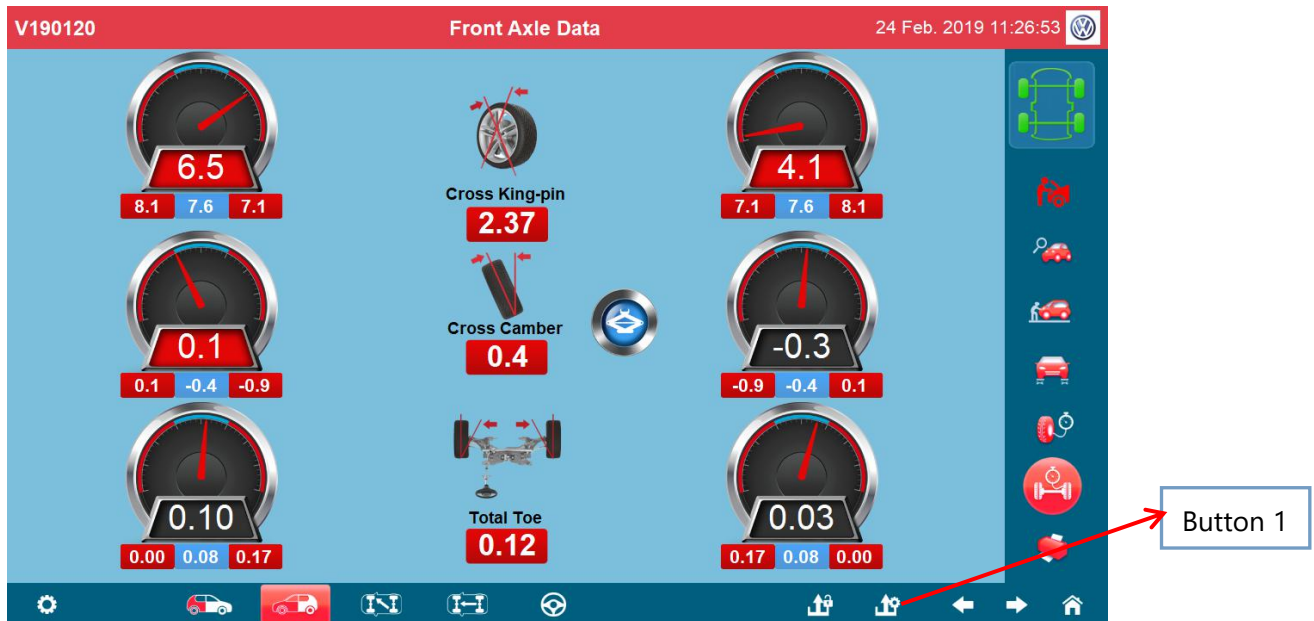 V190120 Front Axle Data 24 Feb. 2019 11:26:53
6.5
8.1 7.6 7.1
Cross King-pin
2.37
4.1
7.1 7.6 8.1
0.1
0.1 -0.4 -0.9
Cross Camber
0.4
-0.3
-0.9 -0.4 0.1
0.10
0.00 0.08 0.17
Total Toe
0.12
0.03
0.17 0.08 0.00
Button 1